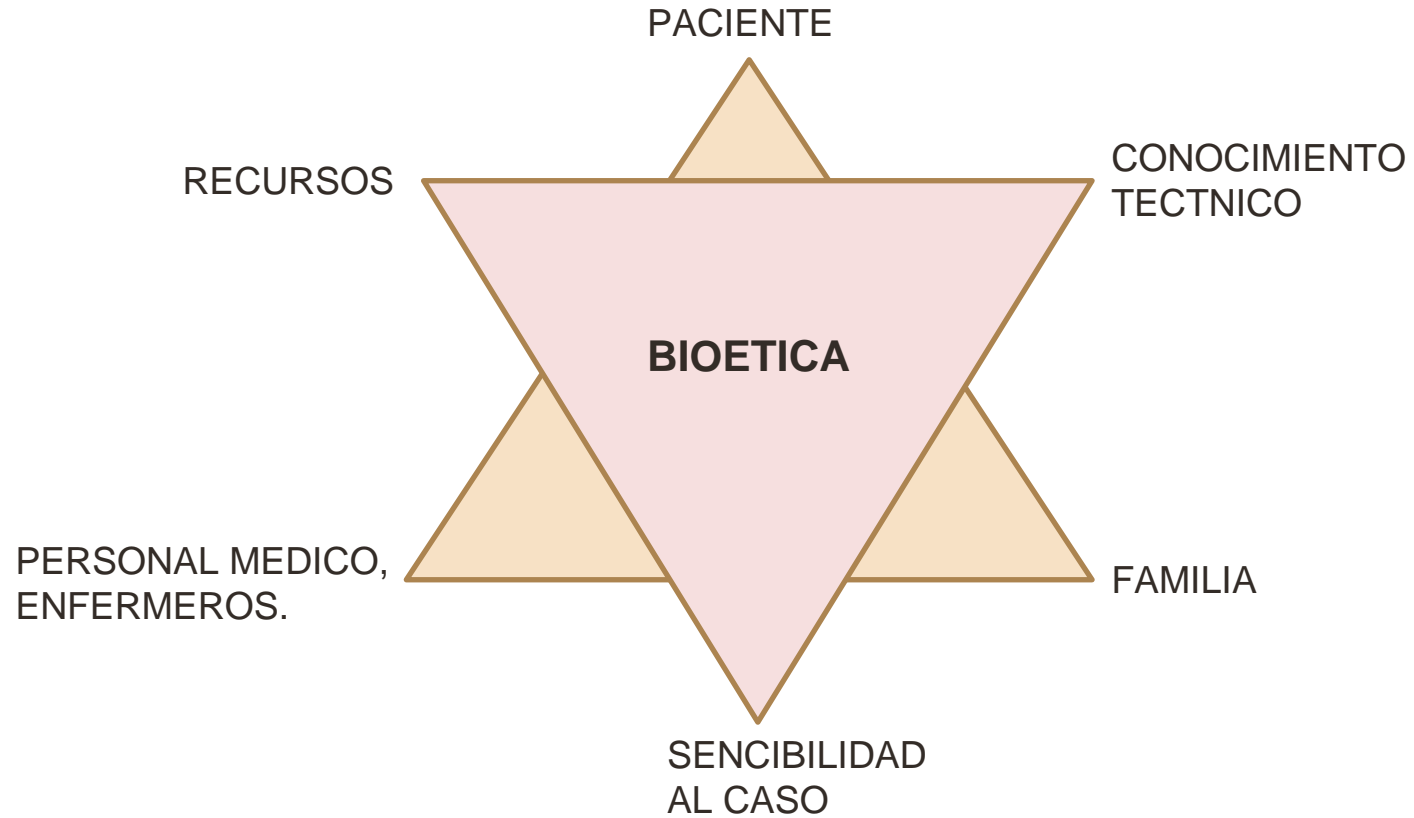 PACIENTE
RECURSOS
CONOCIMIENTO
TECTNICO
BIOETICA
PERSONAL MEDICO,
ENFERMEROS.
FAMILIA
SENCIBILIDAD
AL CASO